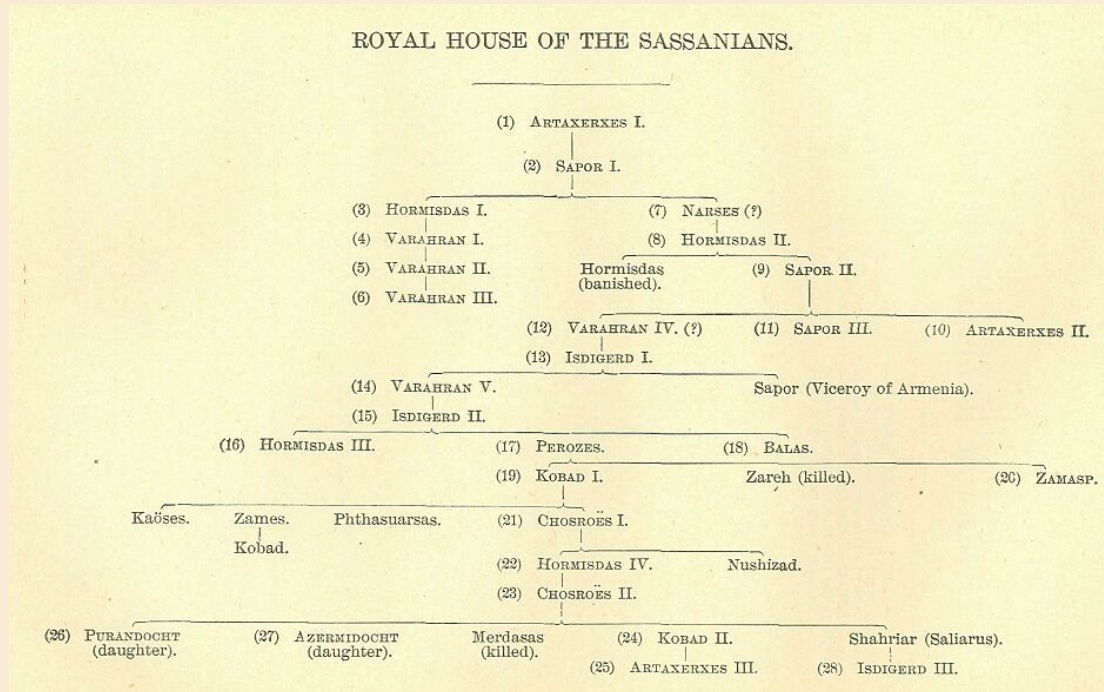 ROYAL HOUSE OF THE SASSANIANS.
(1) ARTAXERXES I.
(2) SAPOR I.
(3) HORMISDAS I. (7) NARSES (?)
(4) VARAHRAN I. (8) HORMISDAS II.
(5) VARAHRAN II. Hormisdas (9) SAPOR II.
(banished).
(6) VARAHRAN III.
(12) VARAHRAN IV. (?) (11) SAPOR III. (10) ARTAXERXES II.
(13) ISDIGERD I.
(14) VARAHRAN V. Sapor (Viceroy of Armenia).
(15) ISDIGERD II.
(16) HORMISDAS III. (17) PEROZES. (18) BALAS.
(19) KOBAD I. Zareh (killed). (20) ZAMASP.
Kaöses. Zames. Phthasuarsas. (21) CHOSROËS I.
Kobad.
(22) HORMISDAS IV. Nushizad.
(23) CHOSROËS II.
(26) PURANDOCHT (27) AZERMIDOCHT Merdasas (24) KOBAD II. Shahriar (Saliarus).
(daughter). (daughter). (killed).
(25) ARTAXERXES III. (28) ISDIGERD III.